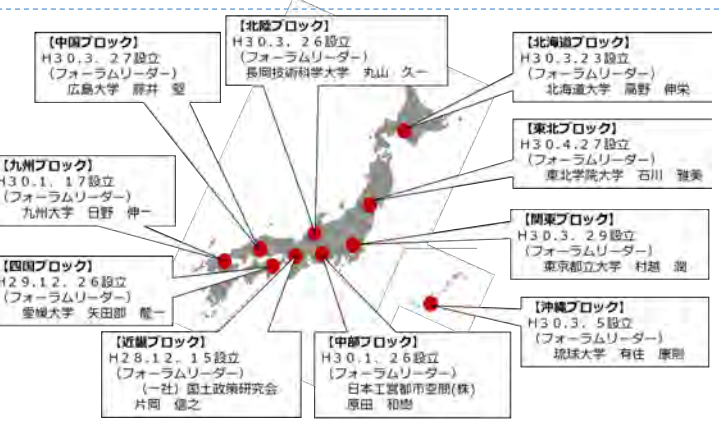 【北陸ブロック】
H30.3.26設立
(フォーラムリーダー)
長岡技術科学大学 丸山 久一
【中国ブロック】
H30.3.27設立
(フォーラムリーダー)
広島大学 藤井 堅
【北海道ブロック】
H30.3.23設立
(フォーラムリーダー)
北海道大学 高野 伸栄
【東北ブロック】
H30.4.27設立
(フォーラムリーダー)
東北学院大学 石川 雅美
【九州ブロック】
H30.1.17設立
(フォーラムリーダー)
九州大学 日野 伸一
【関東ブロック】
H30.3.29設立
(フォーラムリーダー)
東京都立大学 村越 潤
【四国ブロック】
H29.12.26設立
(フォーラムリーダー)
愛媛大学 矢田部 龍一
【沖縄ブロック】
H30.3.5設立
(フォーラムリーダー)
琉球大学 有住 康則
【近畿ブロック】
H28.12.15設立
(フォーラムリーダー)
(一社)国土政策研究会
片岡 信之
【中部ブロック】
H30.1.26設立
(フォーラムリーダー)
日本工営都市空間(株)
原田 和樹